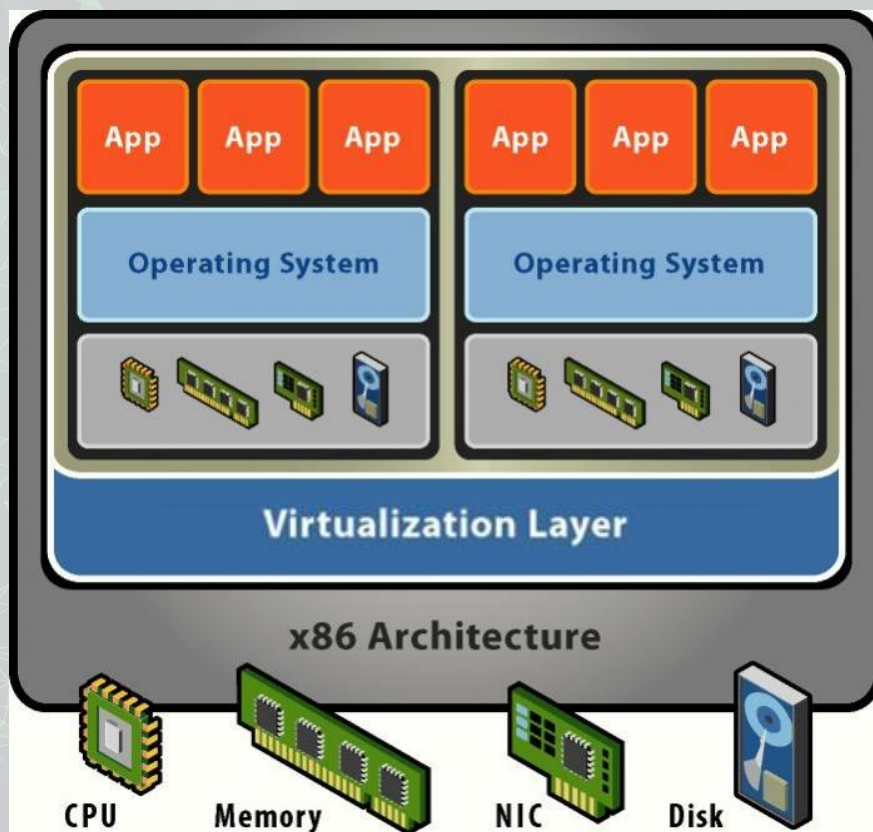 App App App App App App
Operating System Operating System
Virtualization Layer
x86 Architecture
CPU Memory NIC Disk